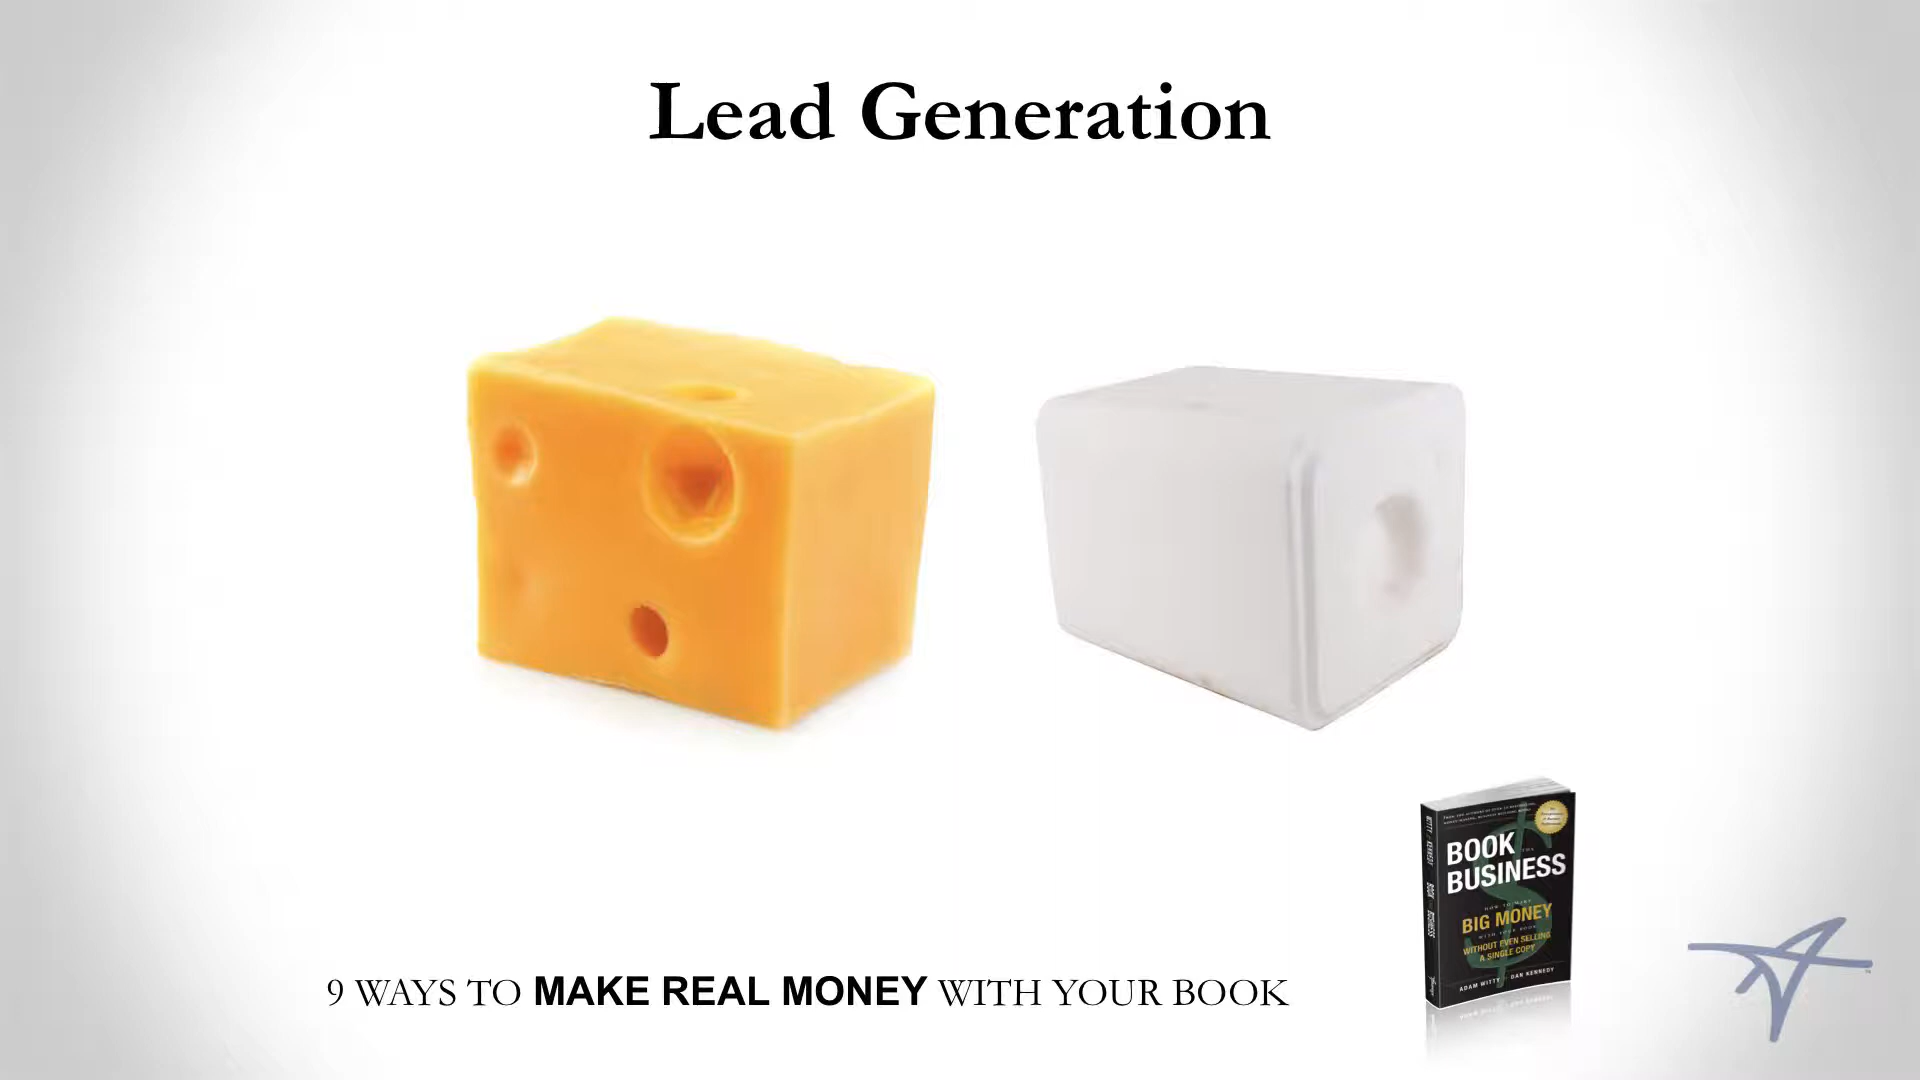 Lead Generation
BOOK
BUSINESS
BIG MONEY
WITHOUT EVEN SELLING
A SINGLE COPY
ADAM WITTY DAN KENNEDY
9 WAYS TO MAKE REAL MONEY WITH YOUR BOOK